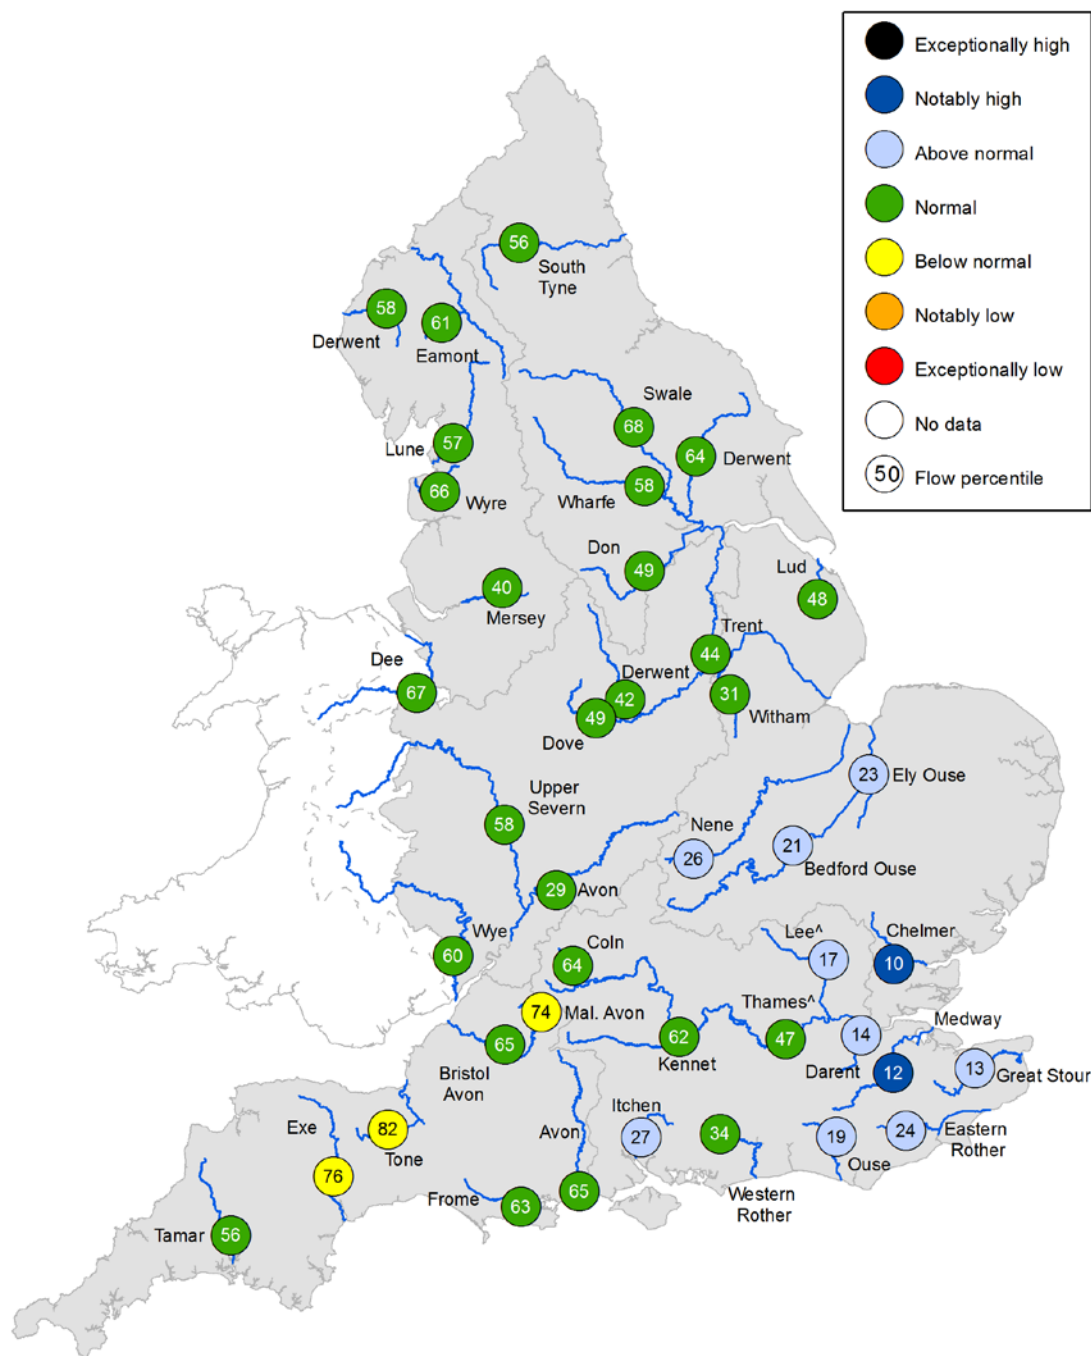 Exceptionally high
Notably high
Above normal
Normal
Below normal
Notably low
Exceptionally low
No data
50 Flow percentile
56
South
Tyne
58
Derwent
61
Eamont
Swale
68
57
Lune
64
Derwent
66
Wyre
58
Wharfe
Don
49
Lud
48
40
Mersey
Trent
44
Dee
67
Derwent
42
31
Witham
49
Dove
23
Ely Ouse
Upper
Severn
58
Nene
26
21
Bedford Ouse
29
Avon
Wye
60
Coln
64
Lee^
17
Chelmer
10
74
Mal. Avon
Thames^
47
Medway
65
Bristol
Avon
62
Kennet
14
Darent
12
13
Great Stour
Exe
82
Tone
Avon
Itchen
27
34
19
Ouse
24
Eastern
Rother
76
Western
Rother
Frome
63
65
Tamar
56